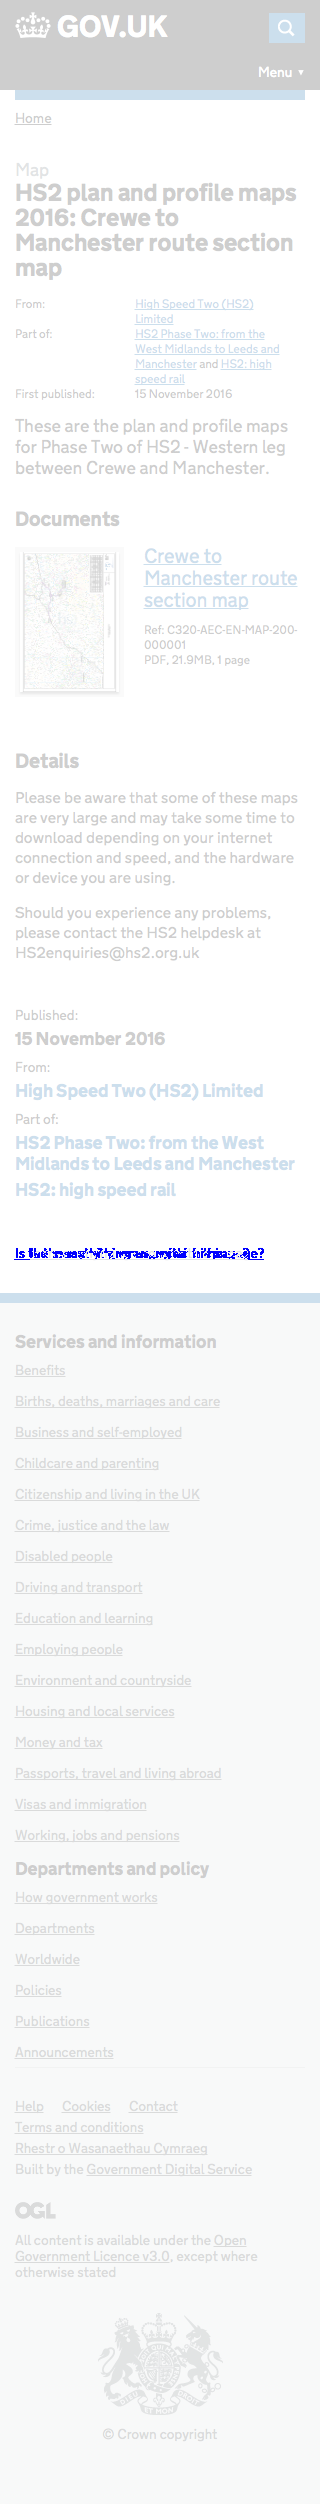 GOV.UK
Menu ▼
Home
Map
HS2 plan and profile maps
2016: Crewe to
Manchester route section
map
From: High Speed Two (HS2)
Limited
Part of: HS2 Phase Two: from the
West Midlands to Leeds and
Manchester and HS2: high
speed rail
First published: 15 November 2016
These are the plan and profile maps
for Phase Two of HS2 - Western leg
between Crewe and Manchester.
Documents
Crewe to
Manchester route
section map
Ref: C320-AEC-EN-MAP-200-
000001
PDF, 21.9MB, 1 page
Details
Please be aware that some of these maps
are very large and may take some time to
download depending on your internet
connection and speed, and the hardware
or device you are using.
Should you experience any problems,
please contact the HS2 helpdesk at
HS2enquiries@hs2.org.uk
Published:
15 November 2016
From:
High Speed Two (HS2) Limited
Part of:
HS2 Phase Two: from the West
Midlands to Leeds and Manchester
HS2: high speed rail
Services and information
Benefits
Births, deaths, marriages and care
Business and self-employed
Childcare and parenting
Citizenship and living in the UK
Crime, justice and the law
Disabled people
Driving and transport
Education and learning
Employing people
Environment and countryside
Housing and local services
Money and tax
Passports, travel and living abroad
Visas and immigration
Working, jobs and pensions
Departments and policy
How government works
Departments
Worldwide
Policies
Publications
Announcements
Help Cookies Contact
Terms and conditions
Rhestr o Wasanaethau Cymraeg
Built by the Government Digital Service
OGL
All content is available under the Open
Government Licence v3.0, except where
otherwise stated
© Crown copyright